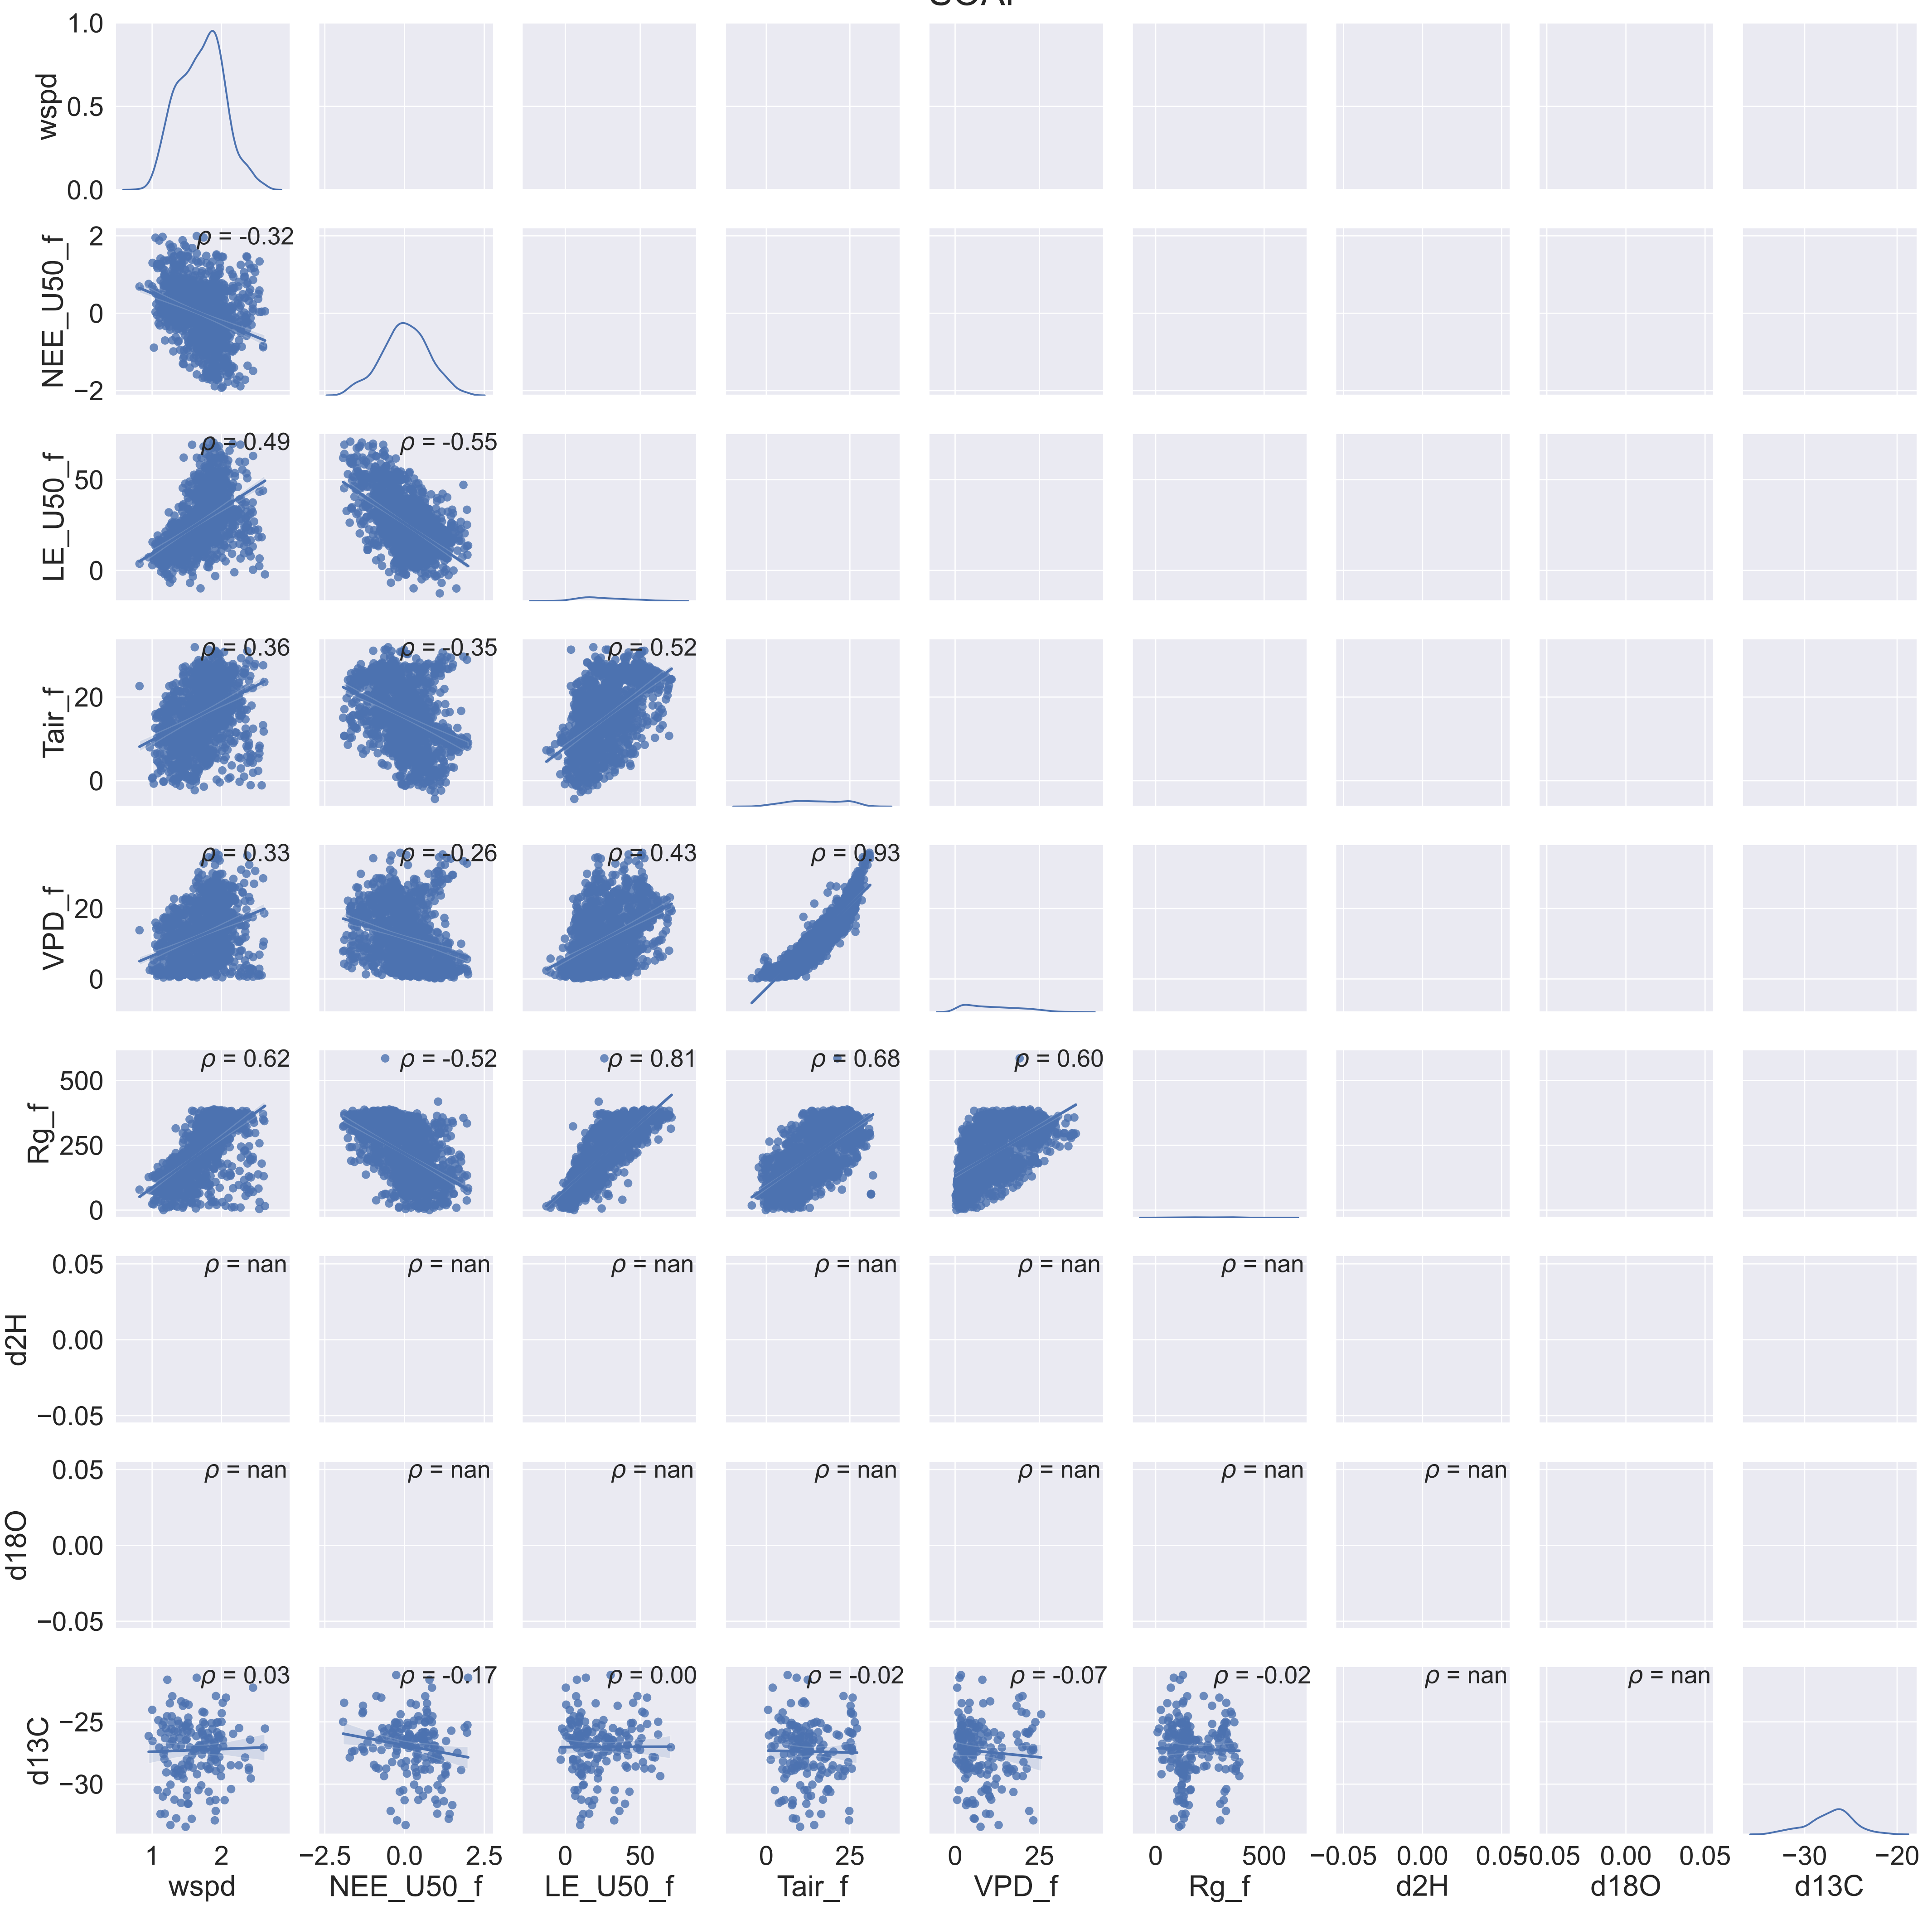 wspd
1.0
0.5
0.0
NEE_U50_f
2
0
−2
ρ = -0.32
LE_U50_f
50
0
ρ = 0.49
ρ = -0.55
Tair_f
20
0
ρ = 0.36
ρ = -0.35
ρ = 0.52
VPD_f
20
0
ρ = 0.33
ρ = -0.26
ρ = 0.43
ρ = 0.93
Rg_f
500
250
0
ρ = 0.62
ρ = -0.52
ρ = 0.81
ρ = 0.68
ρ = 0.60
d2H
0.05
0.00
−0.05
ρ = nan
ρ = nan
ρ = nan
ρ = nan
ρ = nan
ρ = nan
d18O
0.05
0.00
−0.05
ρ = nan
ρ = nan
ρ = nan
ρ = nan
ρ = nan
ρ = nan
ρ = nan
d13C
−25
−30
ρ = 0.03
ρ = -0.17
ρ = 0.00
ρ = -0.02
ρ = -0.07
ρ = -0.02
ρ = nan
ρ = nan
1 2
−2.5 0.0 2.5
0 50
0 25
0 25
0 500
−0.05 0.00 0.05
−0.05 0.00 0.05
−30 −20
wspd
NEE_U50_f
LE_U50_f
Tair_f
VPD_f
Rg_f
d2H
d18O
d13C